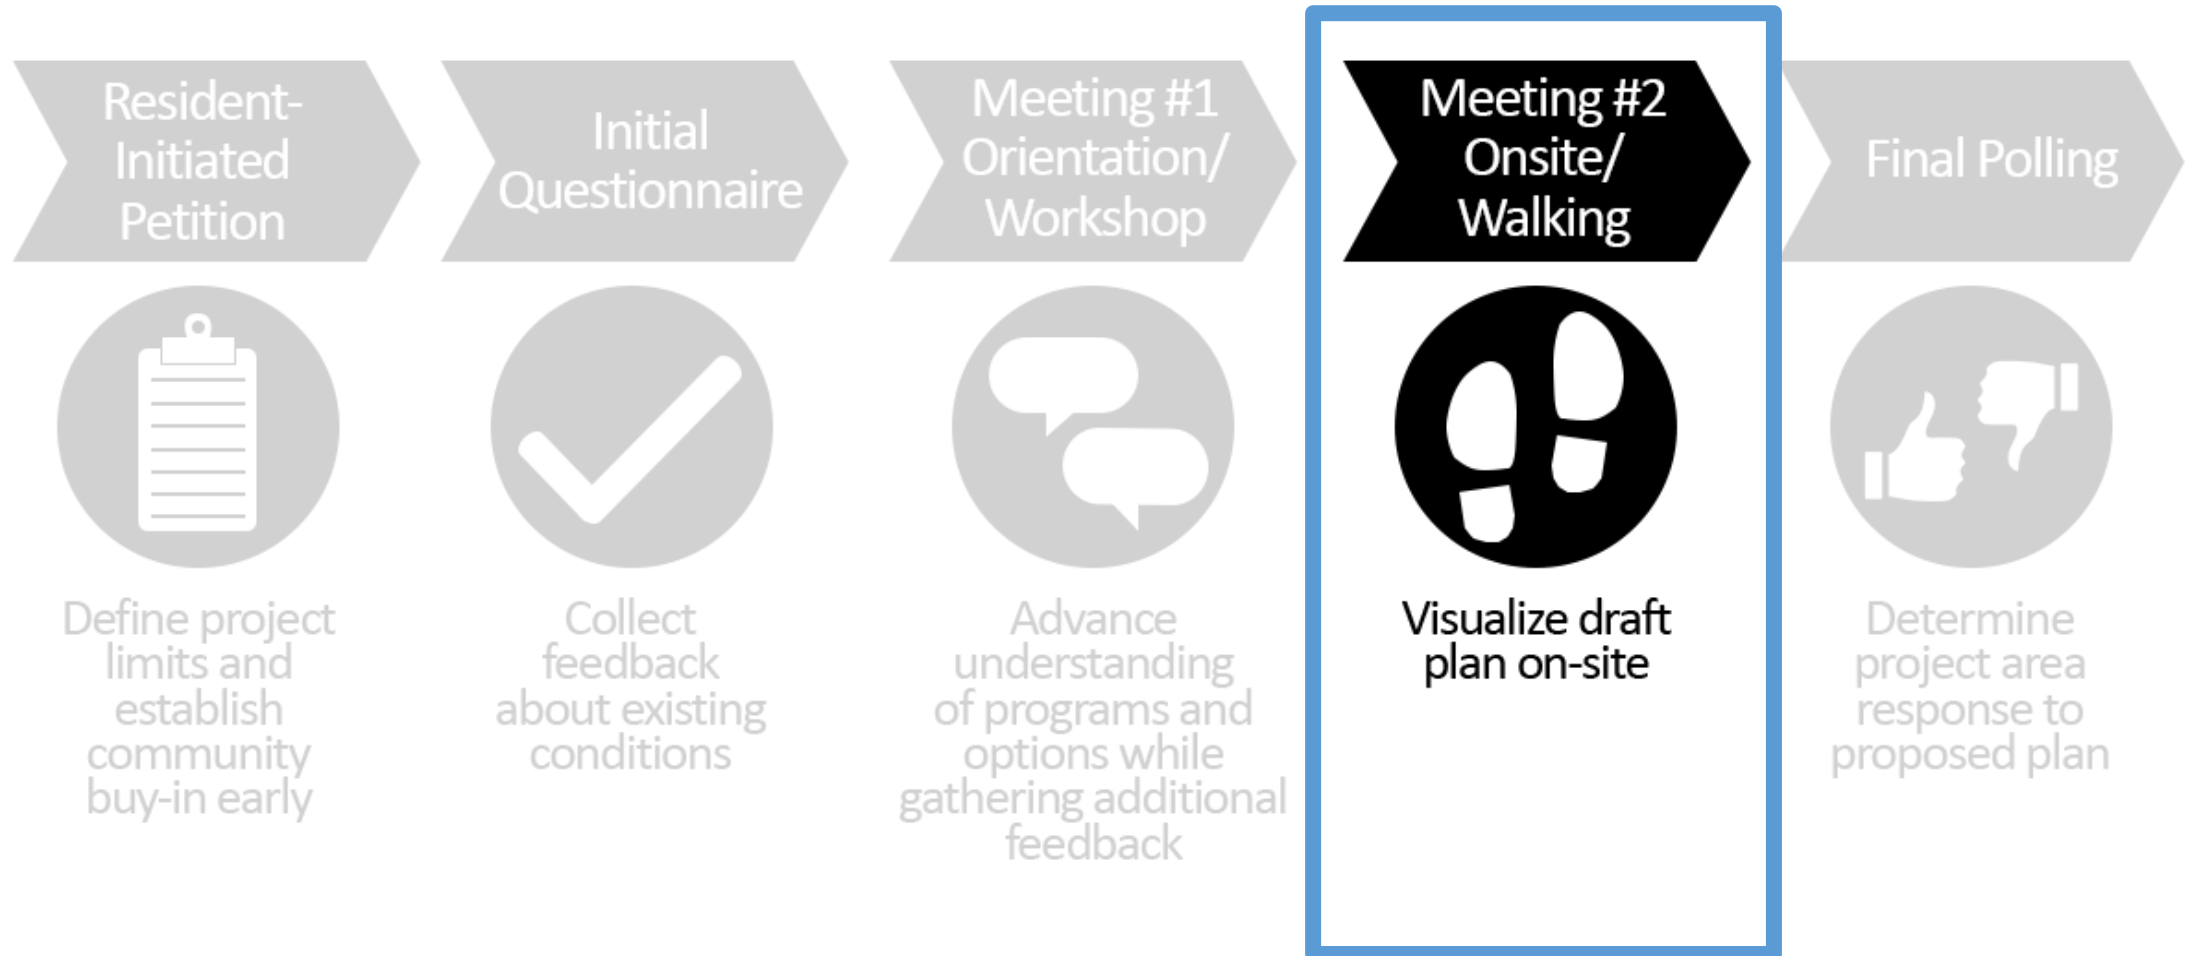 Resident-
Initiated
Petition
Initial
Questionnaire
Meeting #1
Orientation/
Workshop
Meeting #2
Onsite/
Walking
Final Polling
Define project
limits and
establish
community
buy-in early
Collect
feedback
about existing
conditions
Advance
understanding
of programs and
options while
gathering additional
feedback
Visualize draft
plan on-site
Determine
project area
response to
proposed plan